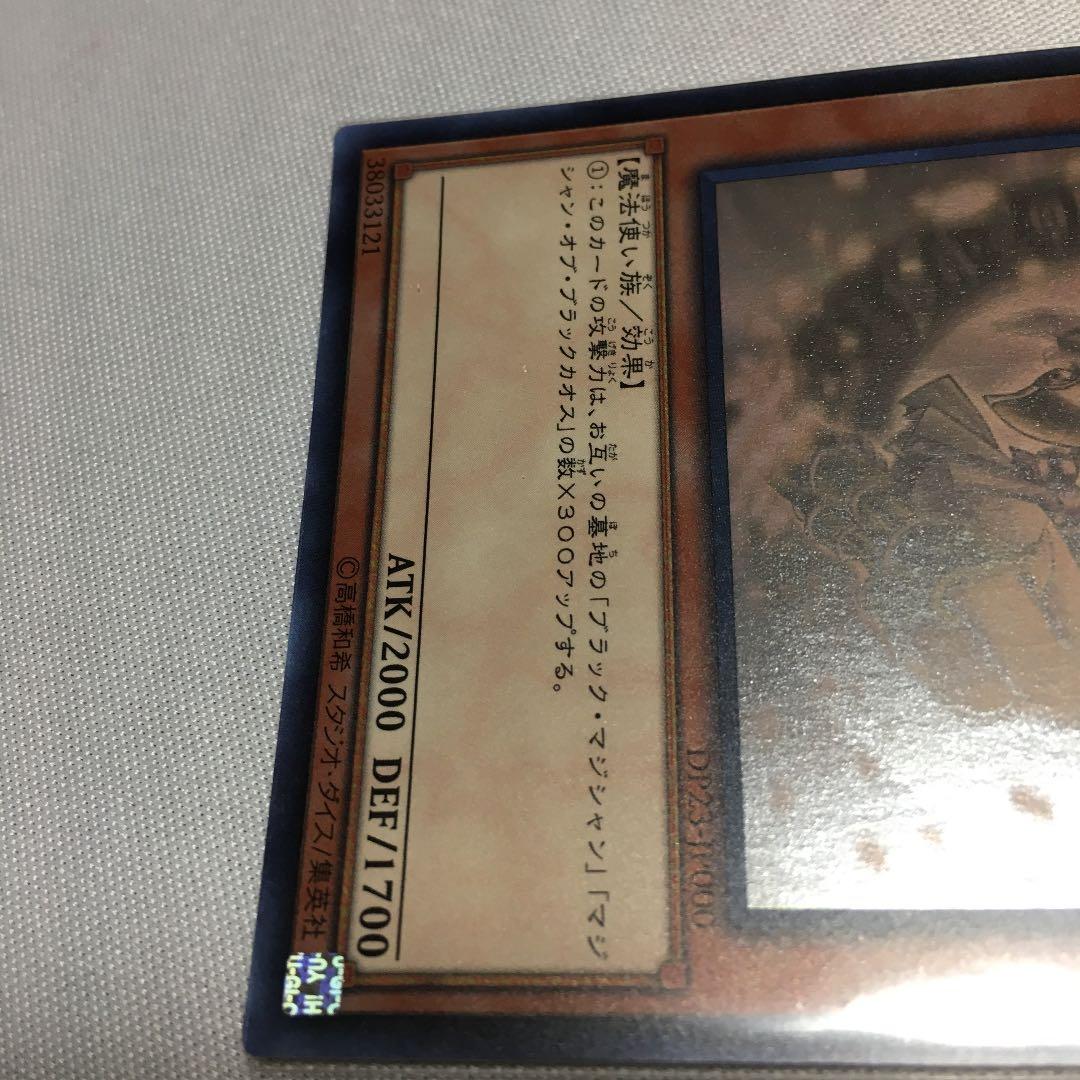 DP23-JP000
【魔法使い族／効果】
①：このカードの攻撃力は、お互いの墓地の「ブラック・マジシャン」「マジ
シャン・オブ・ブラックカオス」の数×300アップする。
ATK/2000 DEF/1700
38033121
©高橋和希 スタジオ・ダイス/集英社